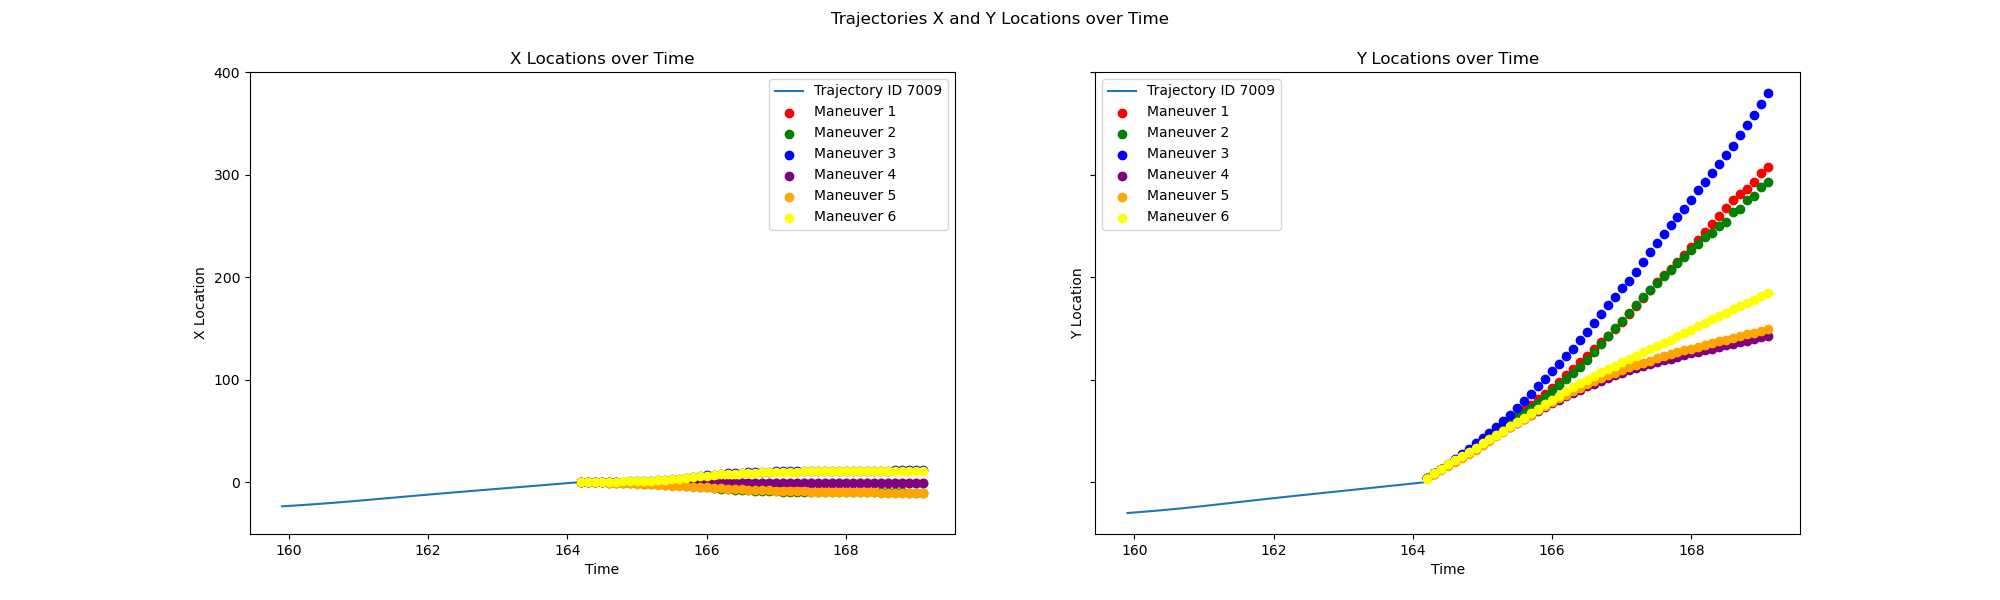 Trajectories X and Y Locations over Time
X Locations over Time
400
300
200
100
0
X Location
160
162
164
166
168
Time
Trajectory ID 7009
Maneuver 1
Maneuver 2
Maneuver 3
Maneuver 4
Maneuver 5
Maneuver 6
Y Locations over Time
Y Location
160
162
164
166
168
Time
Trajectory ID 7009
Maneuver 1
Maneuver 2
Maneuver 3
Maneuver 4
Maneuver 5
Maneuver 6